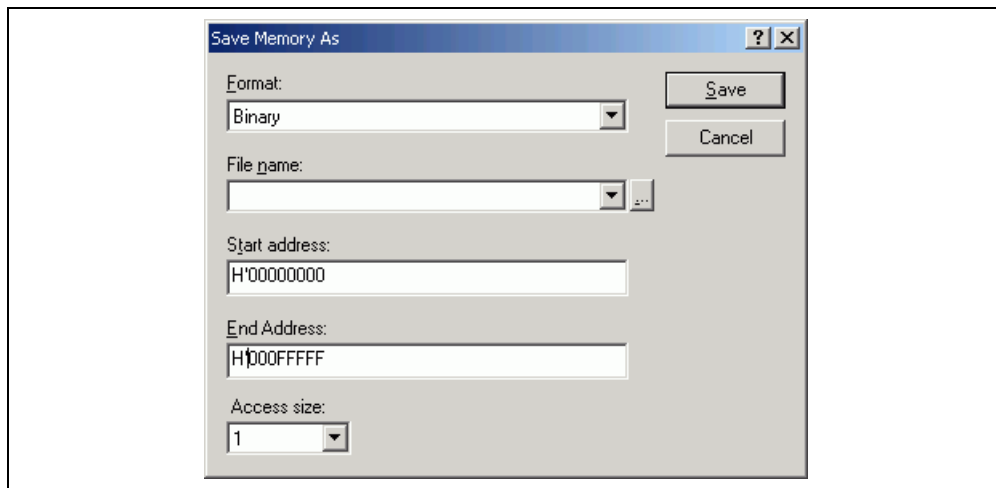 Save Memory As
Format:
Save
Binary
Cancel
File name:
...
Start address:
H'00000000
End Address:
H'000FFFFF
Access size:
1